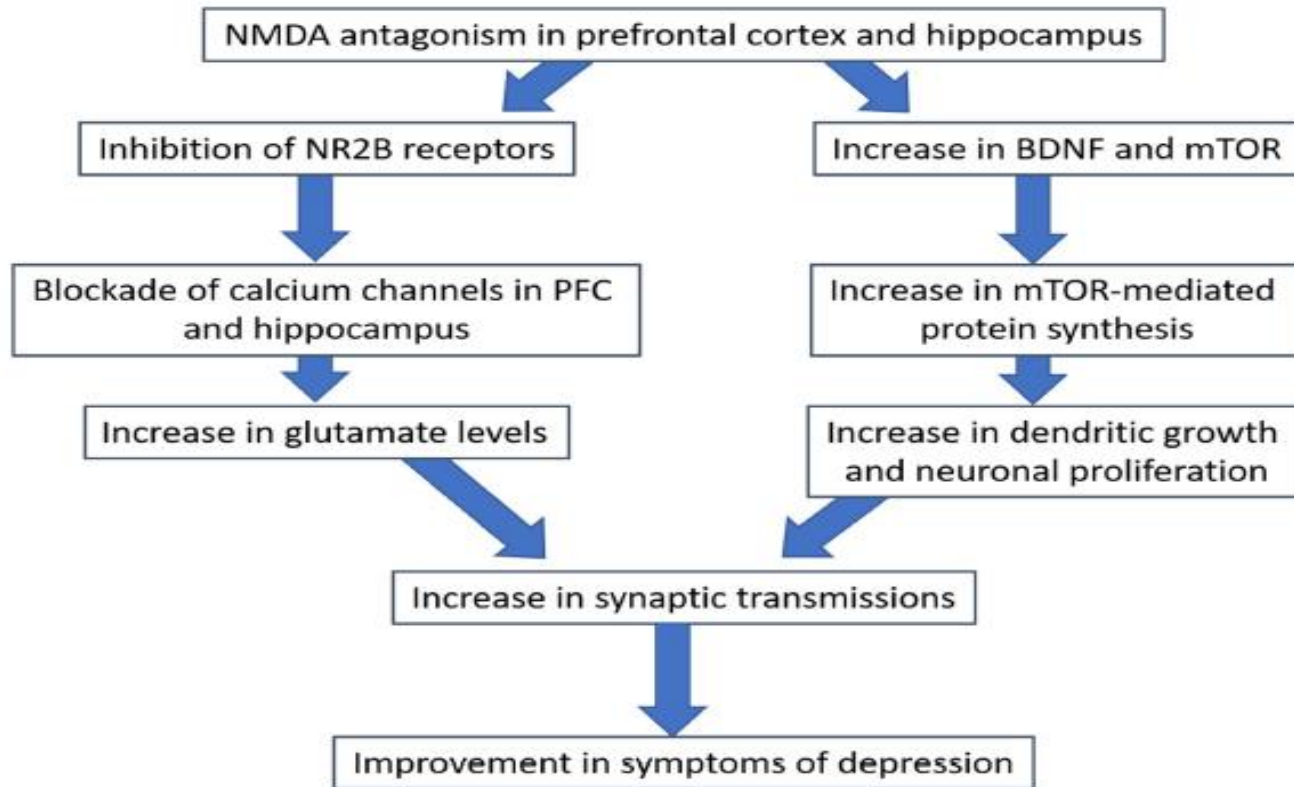 NMDA antagonism in prefrontal cortex and hippocampus
Inhibition of NR2B receptors
Increase in BDNF and mTOR
Blockade of calcium channels in PFC
and hippocampus
Increase in mTOR-mediated
protein synthesis
Increase in glutamate levels
Increase in dendritic growth
and neuronal proliferation
Increase in synaptic transmissions
Improvement in symptoms of depression